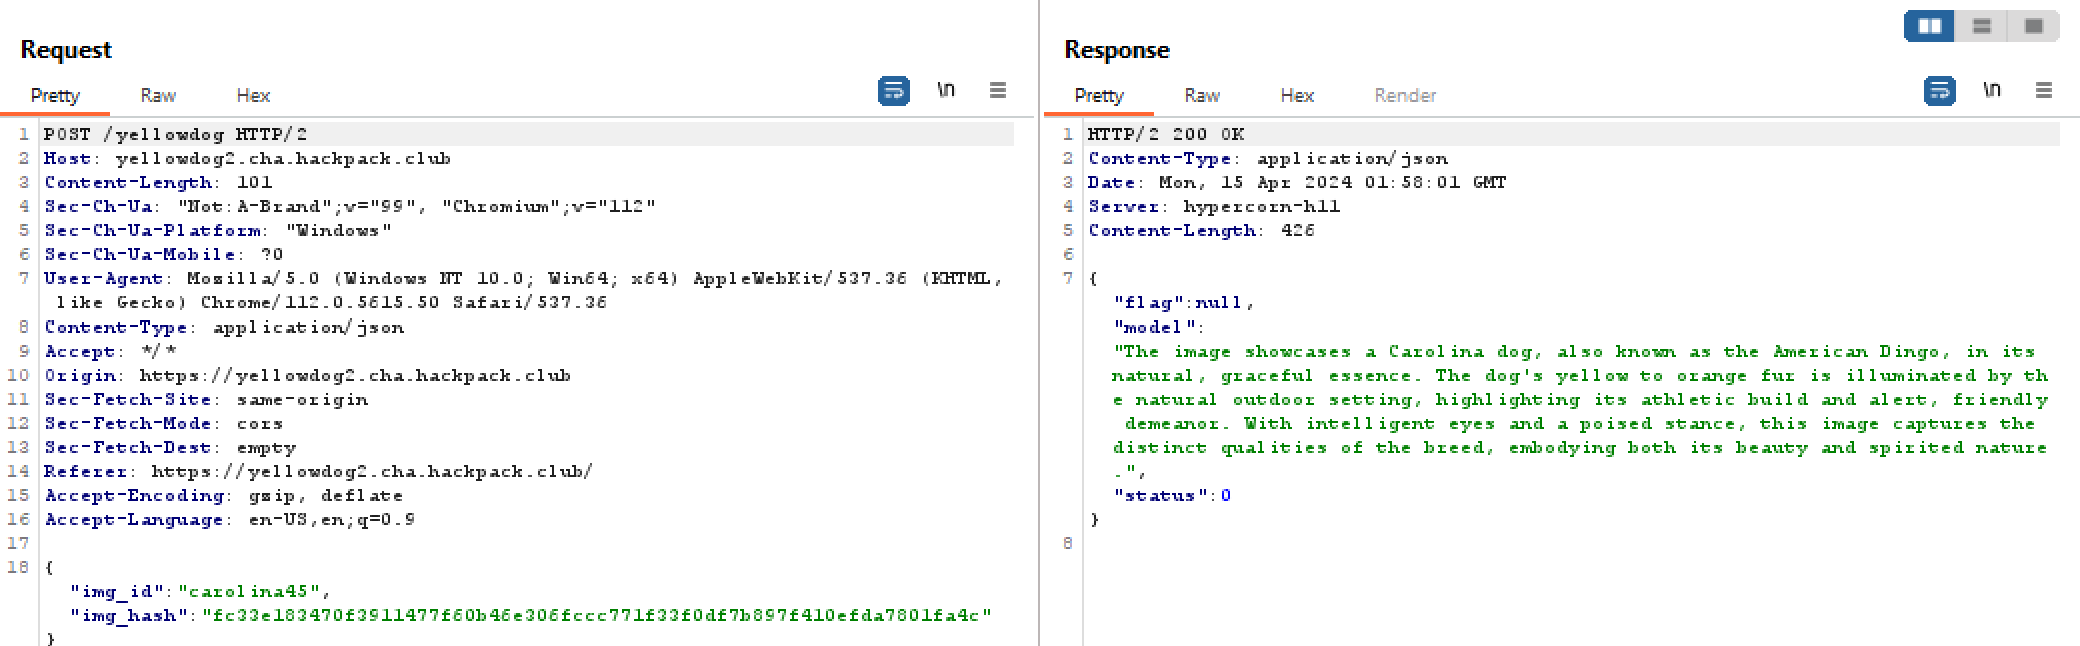 Request
Pretty Raw Hex \n
1 POST /yellowdog HTTP/2
2 Host: yellowdog2.cha.hackpack.club
3 Content-Length: 101
4 Sec-Ch-Ua: "Not:A-Brand";v="99", "Chromium";v="112"
5 Sec-Ch-Ua-Platform: "Windows"
6 Sec-Ch-Ua-Mobile: ?0
7 User-Agent: Mozilla/5.0 (Windows NT 10.0; Win64; x64) AppleWebKit/537.36 (KHTML,
like Gecko) Chrome/112.0.5615.50 Safari/537.36
8 Content-Type: application/json
9 Accept: */*
10 Origin: https://yellowdog2.cha.hackpack.club
11 Sec-Fetch-Site: same-origin
12 Sec-Fetch-Mode: cors
13 Sec-Fetch-Dest: empty
14 Referer: https://yellowdog2.cha.hackpack.club/
15 Accept-Encoding: gzip, deflate
16 Accept-Language: en-US,en;q=0.9
17
18 {
"img_id":"carolina45",
"img_hash":"fc33e183470f3911477f60b46e306fccc771f33f0df7b897f410efda7801fa4c"
}
Response
Pretty Raw Hex Render \n
1 HTTP/2 200 OK
2 Content-Type: application/json
3 Date: Mon, 15 Apr 2024 01:58:01 GMT
4 Server: hypercorn-h11
5 Content-Length: 426
6
7 {
"flag":null,
"model":
"The image showcases a Carolina dog, also known as the American Dingo, in its
natural, graceful essence. The dog's yellow to orange fur is illuminated by th
e natural outdoor setting, highlighting its athletic build and alert, friendly
demeanor. With intelligent eyes and a poised stance, this image captures the
distinct qualities of the breed, embodying both its beauty and spirited nature
.",
"status":0
}
8